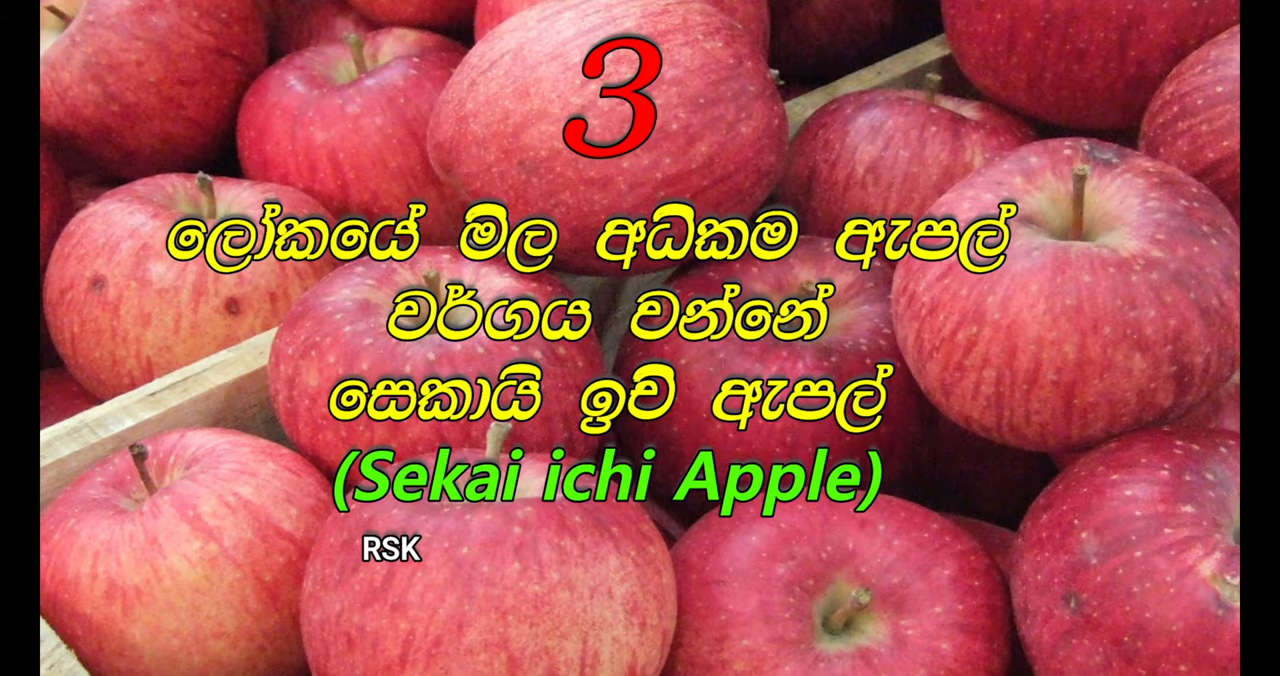 3
ලෝකයේ මිල අධිකම ඇපල්
වර්ගය වන්නේ
සෙකායි ඉචි ඇපල්
(Sekai ichi Apple)
RSK